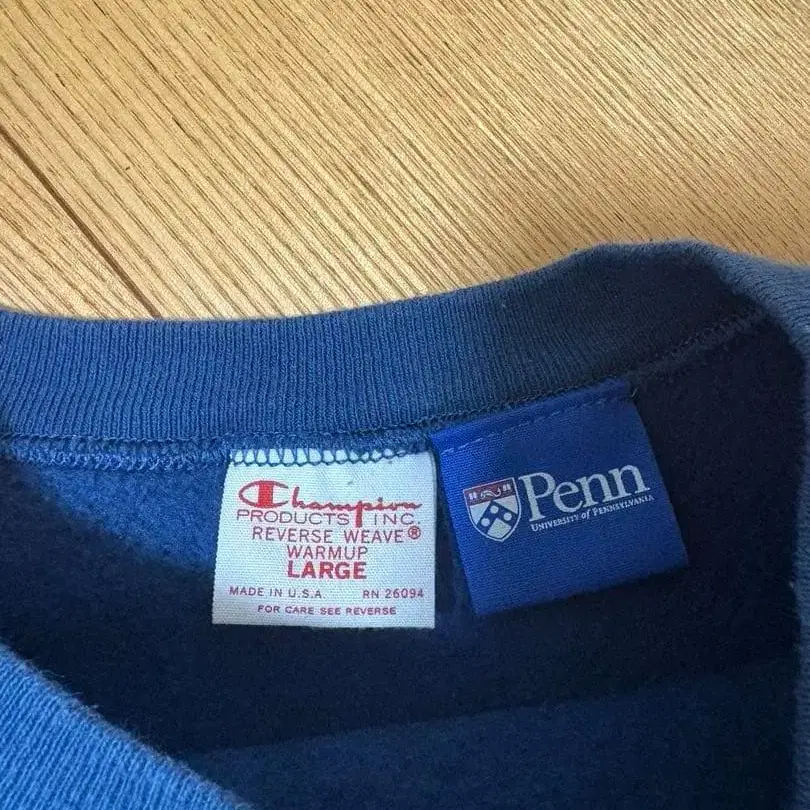 Champion
PRODUCTS INC.
REVERSE WEAVE®
WARMUP
LARGE
MADE IN U.S.A. RN 26094
FOR CARE SEE REVERSE
Penn
UNIVERSITY of PENNSYLVANIA